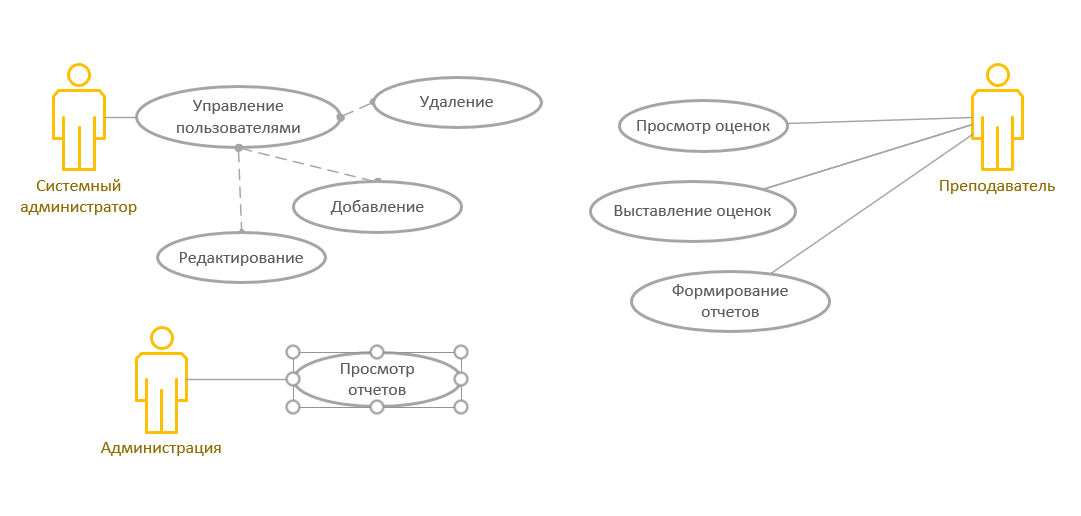 Управление
пользователями
Удаление
Добавление
Редактирование
Системный
администратор
Просмотр оценок
Выставление оценок
Формирование
отчетов
Преподаватель
Просмотр
отчетов
Администрация